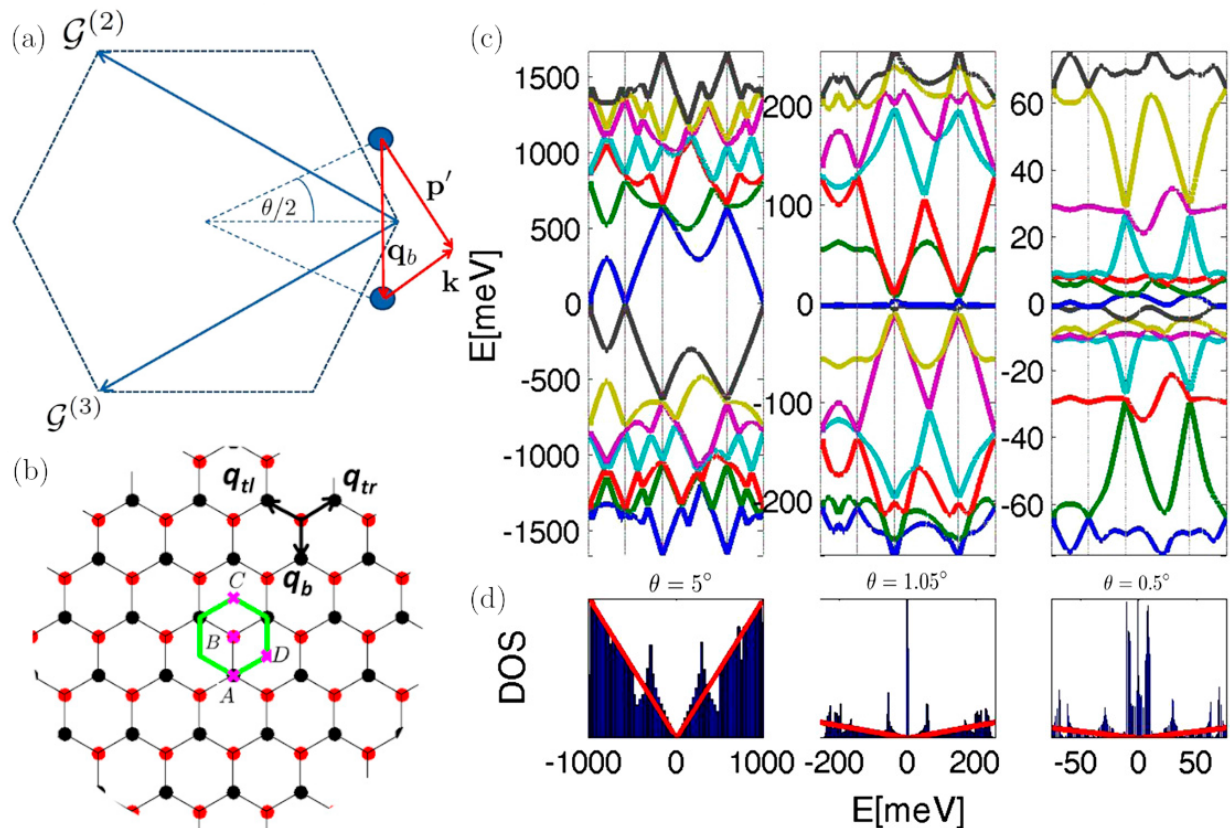 (a)
𝒢⁽²⁾
θ/2
p′
q_b
k
𝒢⁽³⁾
(b)
q_tl
q_tr
q_b
C
B
D
A
(c)
E[meV]
1500
1000
500
0
-500
-1000
-1500
200
100
0
-100
-200
60
40
20
0
-20
-40
-60
θ = 5°
θ = 1.05°
θ = 0.5°
(d)
DOS
-1000 0 1000
-200 0 200
-50 0 50
E[meV]